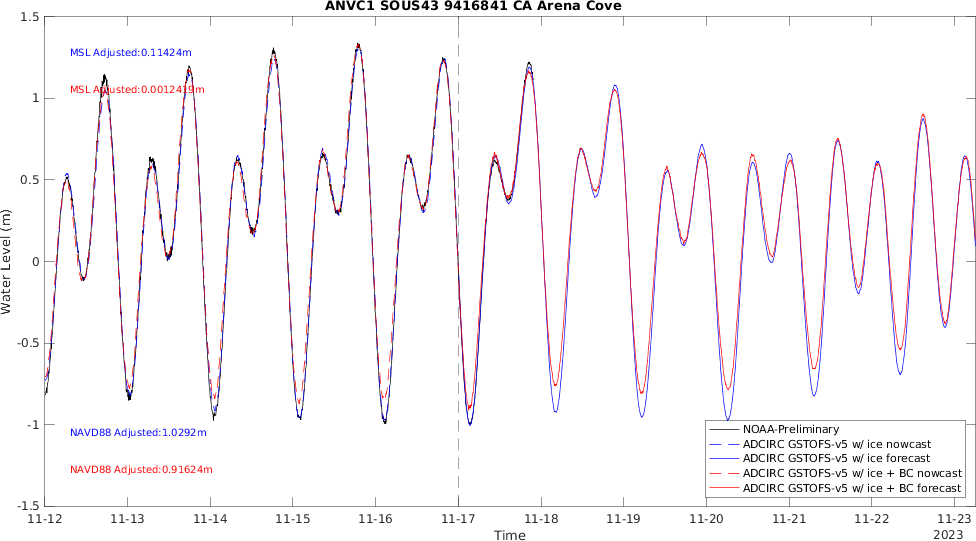 ANVC1 SOUS43 9416841 CA Arena Cove
1.5
1
0.5
0
-0.5
-1
-1.5
Water Level (m)
MSL Adjusted:0.11424m
MSL Adjusted:0.0012419m
NAVD88 Adjusted:1.0292m
NAVD88 Adjusted:0.91624m
NOAA-Preliminary
ADCIRC GSTOFS-v5 w/ ice nowcast
ADCIRC GSTOFS-v5 w/ ice forecast
ADCIRC GSTOFS-v5 w/ ice + BC nowcast
ADCIRC GSTOFS-v5 w/ ice + BC forecast
11-12 11-13 11-14 11-15 11-16 11-17 11-18 11-19 11-20 11-21 11-22 11-23
2023
Time